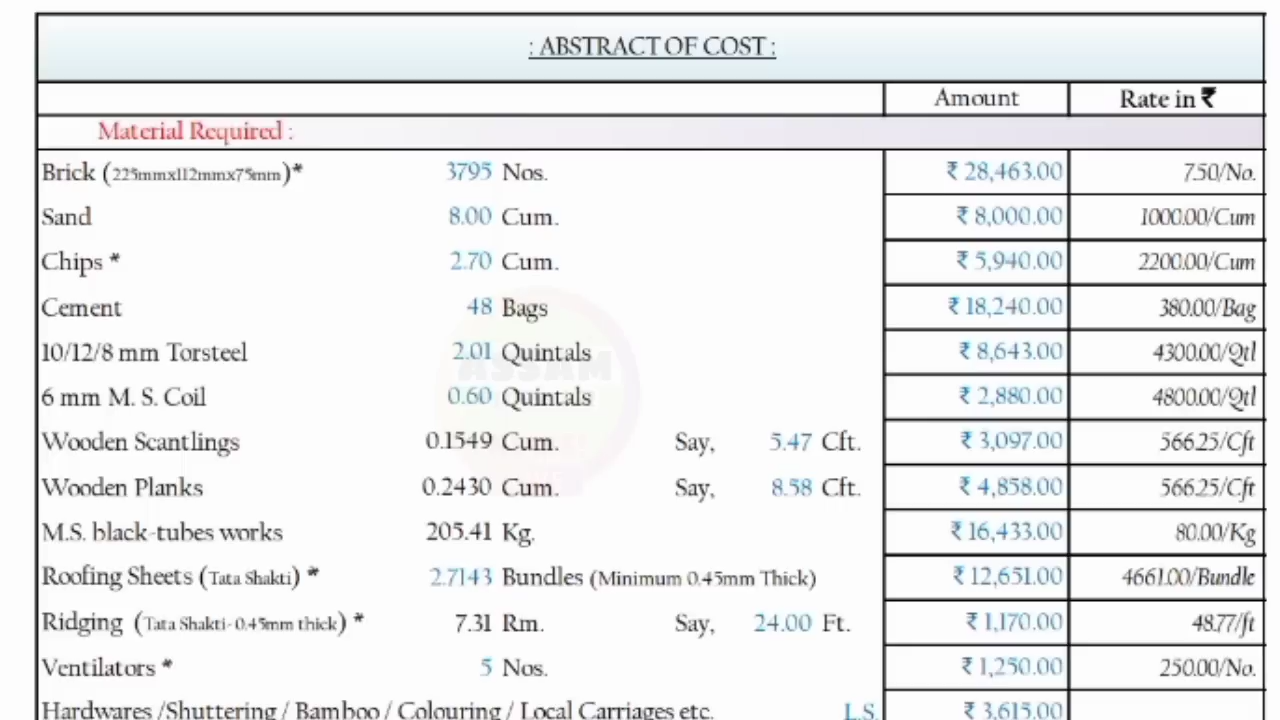 : ABSTRACT OF COST :
Amount Rate in ₹
Material Required :
Brick (225mmx112mmx75mm)* 3795 Nos. ₹ 28,463.00 7.50/No.
Sand 8.00 Cum. ₹ 8,000.00 1000.00/Cum
Chips * 2.70 Cum. ₹ 5,940.00 2200.00/Cum
Cement 48 Bags ₹ 18,240.00 380.00/Bag
10/12/8 mm Torsteel 2.01 Quintals ₹ 8,643.00 4300.00/Qtl
ASSAM
6 mm M. S. Coil 0.60 Quintals ₹ 2,880.00 4800.00/Qtl
Wooden Scantlings 0.1549 Cum. Say, 5.47 Cft. ₹ 3,097.00 566.25/Cft
Wooden Planks 0.2430 Cum. Say, 8.58 Cft. ₹ 4,858.00 566.25/Cft
M.S. black-tubes works 205.41 Kg. ₹ 16,433.00 80.00/Kg
Roofing Sheets (Tata Shakti) * 2.7143 Bundles (Minimum 0.45mm Thick) ₹ 12,651.00 4661.00/Bundle
Ridging (Tata Shakti- 0.45mm thick) * 7.31 Rm. Say, 24.00 Ft. ₹ 1,170.00 48.77/ft
Ventilators * 5 Nos. ₹ 1,250.00 250.00/No.
Hardwares /Shuttering / Bamboo / Colouring / Local Carriages etc. L.S. ₹ 3,615.00